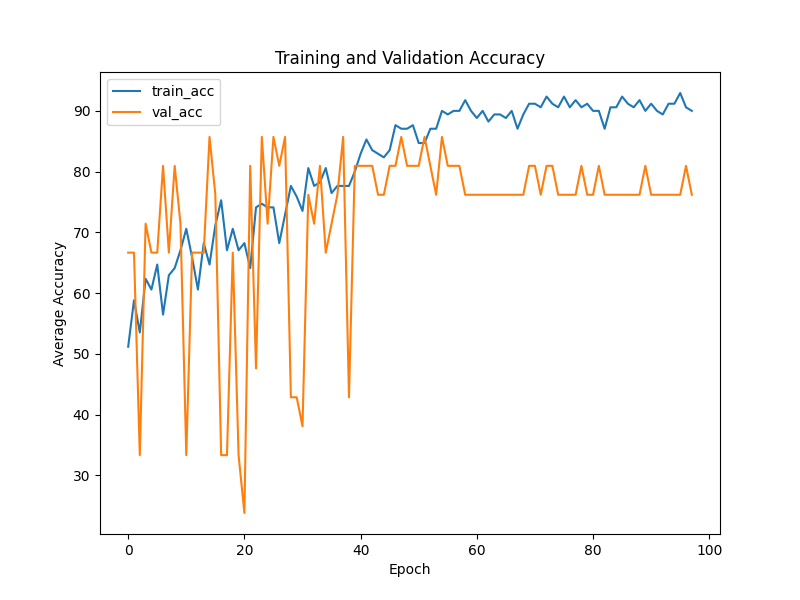 Training and Validation Accuracy
train_acc
val_acc
Average Accuracy
90
80
70
60
50
40
30
0
20
40
60
80
100
Epoch